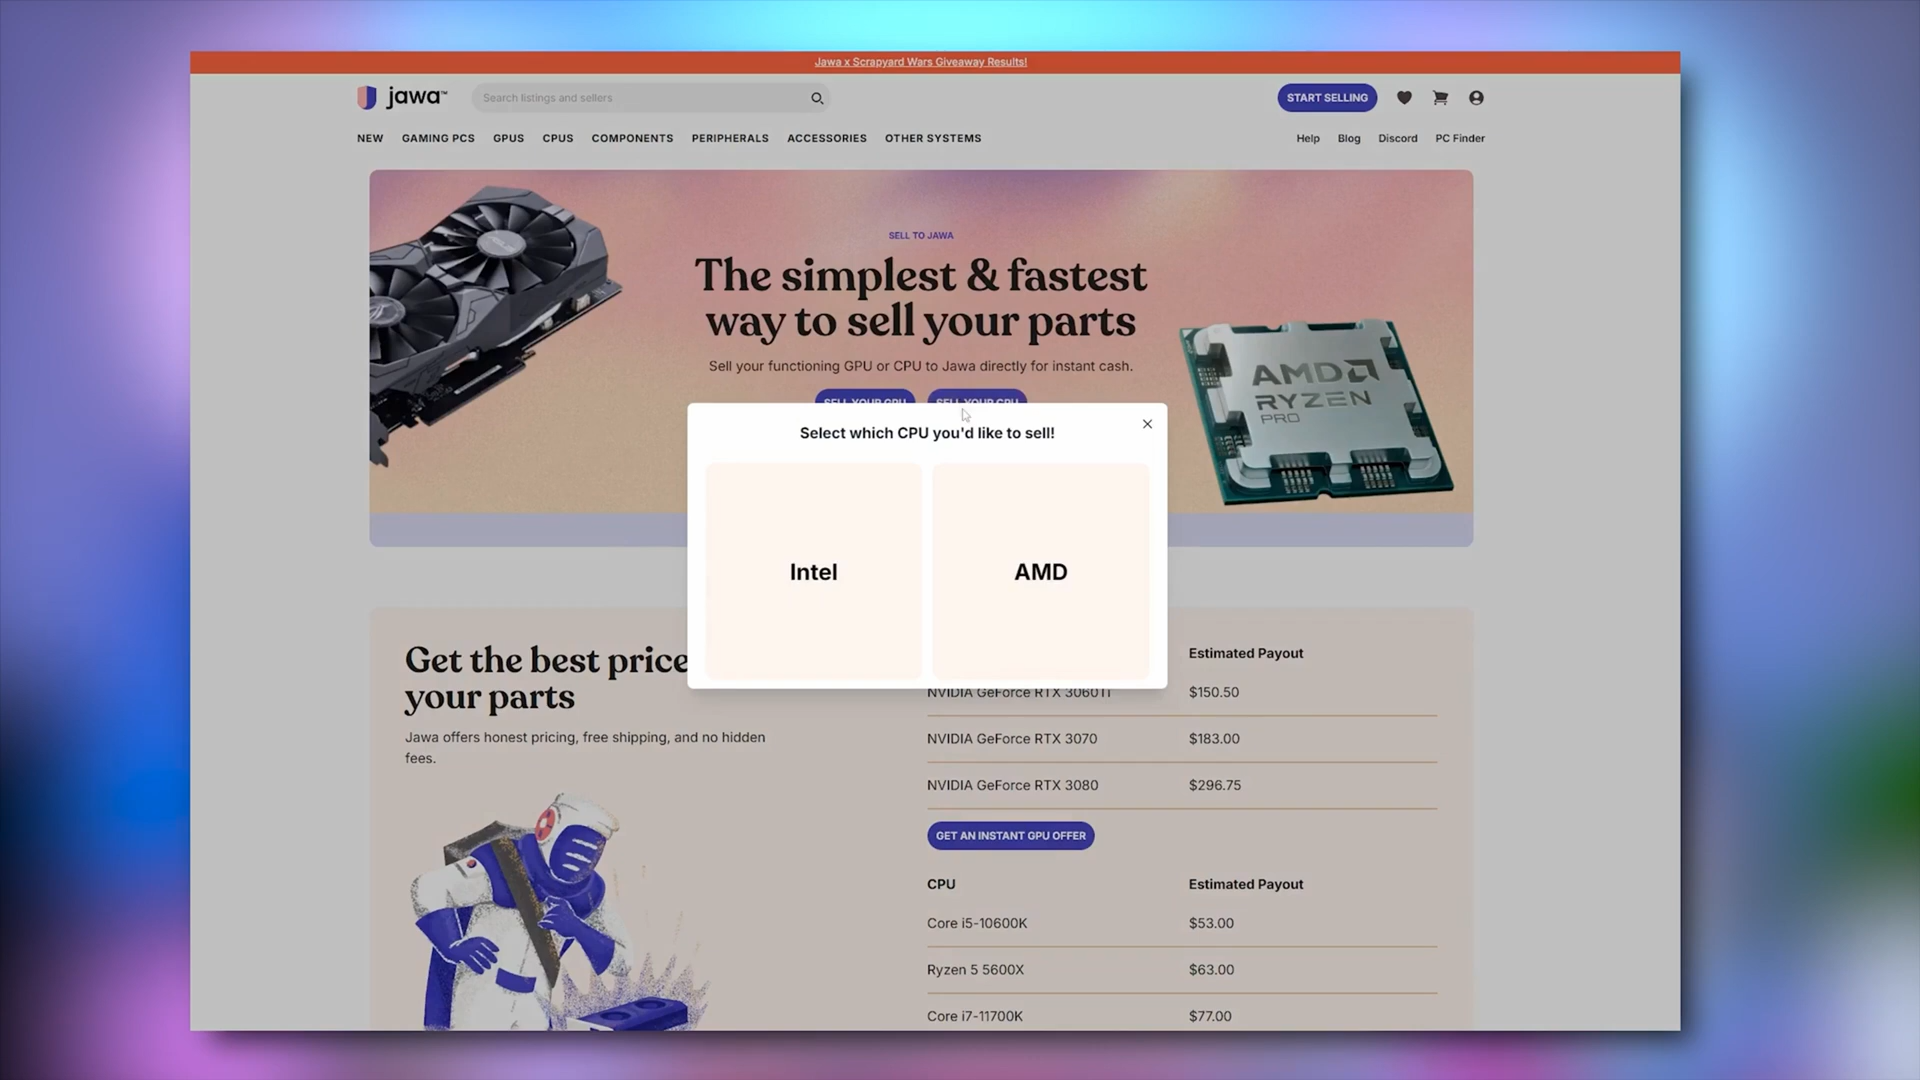 Jawa x Scrapyard Wars Giveaway Results!
jawa™
Search listings and sellers
START SELLING
NEW GAMING PCS GPUS CPUS COMPONENTS PERIPHERALS ACCESSORIES OTHER SYSTEMS
Help Blog Discord PC Finder
SELL TO JAWA
The simplest & fastest
way to sell your parts
Sell your functioning GPU or CPU to Jawa directly for instant cash.
SELL YOUR GPU SELL YOUR CPU
AMD
RYZEN
PRO
Select which CPU you'd like to sell!
Intel
AMD
Get the best price
your parts
Jawa offers honest pricing, free shipping, and no hidden
fees.
Estimated Payout
NVIDIA GeForce RTX 3060Ti $150.50
NVIDIA GeForce RTX 3070 $183.00
NVIDIA GeForce RTX 3080 $296.75
GET AN INSTANT GPU OFFER
CPU Estimated Payout
Core i5-10600K $53.00
Ryzen 5 5600X $63.00
Core i7-11700K $77.00